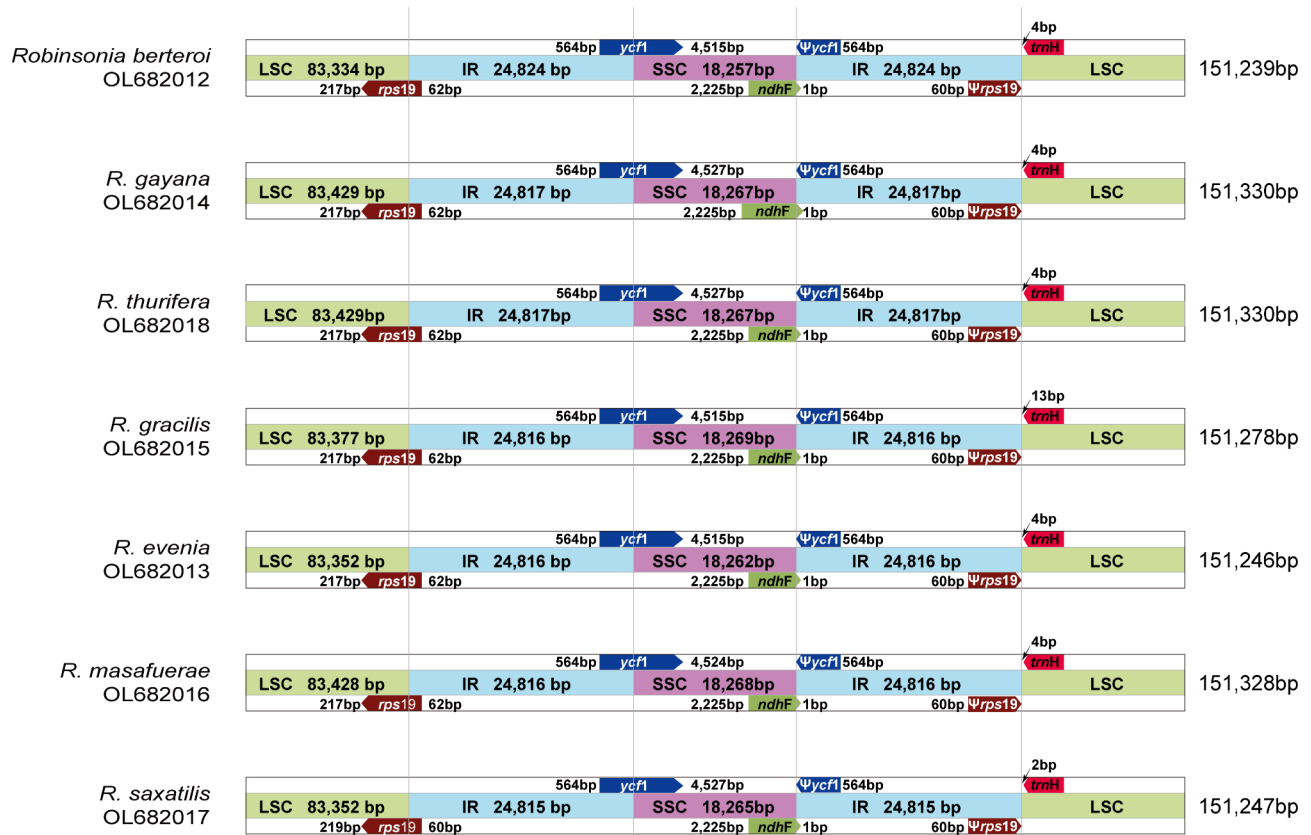 4bp
Robinsonia berteroi
OL682012
564bp ycf1 4,515bp Ψycf1 564bp trnH
LSC 83,334 bp IR 24,824 bp SSC 18,257bp IR 24,824 bp LSC 151,239bp
217bp rps19 62bp 2,225bp ndhF 1bp 60bp Ψrps19
4bp
R. gayana
OL682014
564bp ycf1 4,527bp Ψycf1 564bp trnH
LSC 83,429 bp IR 24,817 bp SSC 18,267bp IR 24,817bp LSC 151,330bp
217bp rps19 62bp 2,225bp ndhF 1bp 60bp Ψrps19
4bp
R. thurifera
OL682018
564bp ycf1 4,527bp Ψycf1 564bp trnH
LSC 83,429bp IR 24,817bp SSC 18,267bp IR 24,817bp LSC 151,330bp
217bp rps19 62bp 2,225bp ndhF 1bp 60bp Ψrps19
13bp
R. gracilis
OL682015
564bp ycf1 4,515bp Ψycf1 564bp trnH
LSC 83,377 bp IR 24,816 bp SSC 18,269bp IR 24,816 bp LSC 151,278bp
217bp rps19 62bp 2,225bp ndhF 1bp 60bp Ψrps19
4bp
R. evenia
OL682013
564bp ycf1 4,515bp Ψycf1 564bp trnH
LSC 83,352 bp IR 24,816 bp SSC 18,262bp IR 24,816 bp LSC 151,246bp
217bp rps19 62bp 2,225bp ndhF 1bp 60bp Ψrps19
4bp
R. masafuerae
OL682016
564bp ycf1 4,524bp Ψycf1 564bp trnH
LSC 83,428 bp IR 24,816 bp SSC 18,268bp IR 24,816 bp LSC 151,328bp
217bp rps19 62bp 2,225bp ndhF 1bp 60bp Ψrps19
2bp
R. saxatilis
OL682017
564bp ycf1 4,527bp Ψycf1 564bp trnH
LSC 83,352 bp IR 24,815 bp SSC 18,265bp IR 24,815 bp LSC 151,247bp
219bp rps19 60bp 2,225bp ndhF 1bp 60bp Ψrps19